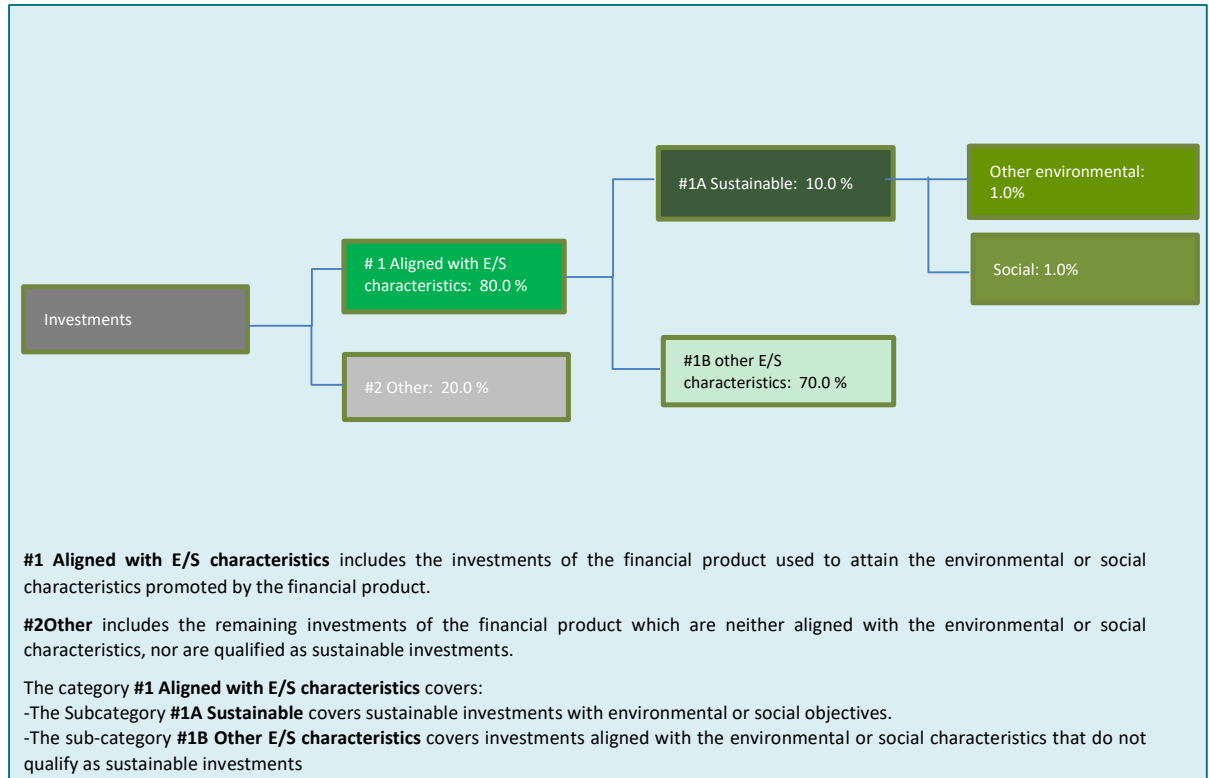 Investments
# 1 Aligned with E/S
characteristics:  80.0 %
#2 Other:  20.0 %
#1A Sustainable:  10.0 %
#1B other E/S
characteristics:  70.0 %
Other environmental:
1.0%
Social: 1.0%
#1 Aligned with E/S characteristics includes the investments of the financial product used to attain the environmental or social
characteristics promoted by the financial product.
#2Other includes the remaining investments of the financial product which are neither aligned with the environmental or social
characteristics, nor are qualified as sustainable investments.
The category #1 Aligned with E/S characteristics covers:
-The Subcategory #1A Sustainable covers sustainable investments with environmental or social objectives.
-The sub-category #1B Other E/S characteristics covers investments aligned with the environmental or social characteristics that do not
qualify as sustainable investments